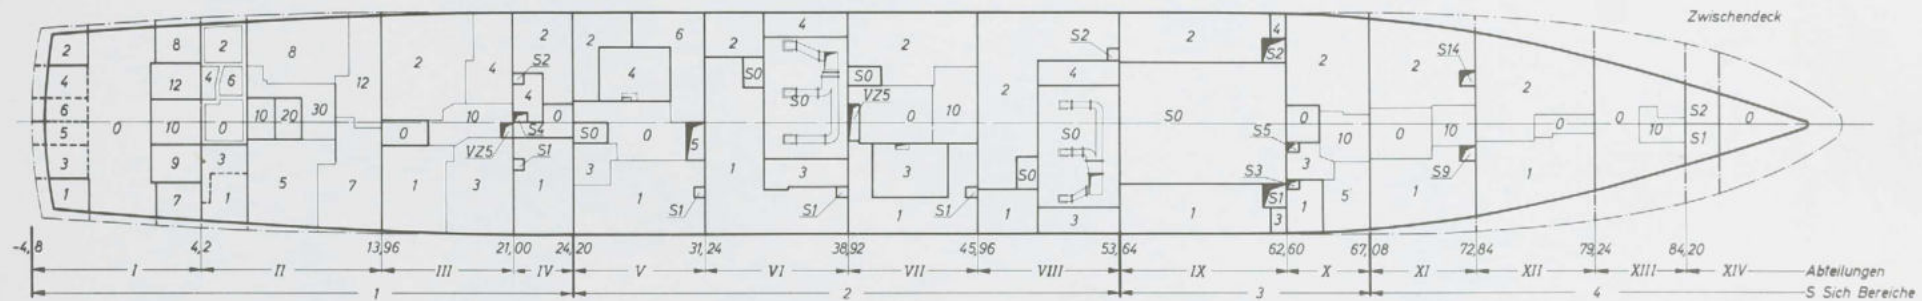 Zwischendeck
2 8 2 8 2 4 S2 2 2 6 2 4 2 S2 2 4 2 S14 2
4 12 4 6 12 2 4 S0 4 S0 2 4 S2 2 2
6 10 20 30 10 S0 VZ5 10 S0 S0 0 10 0 10 0 0 10 S2 0
5 0 10 0 0 VZ5 S4 S0 0 5 0 S5 S1
3 9 3 S1 3 3 3 S3 3 S9
1 7 1 5 7 1 3 1 1 S1 1 S1 1 S1 1 3 1 S1 3 1 5 1 1
-4,8 4,2 13,96 21,00 24,20 31,24 38,92 45,96 53,64 62,60 67,08 72,84 79,24 84,20
I II III IV V VI VII VIII IX X XI XII XIII XIV Abteilungen
1 2 3 4 S Sich Bereiche